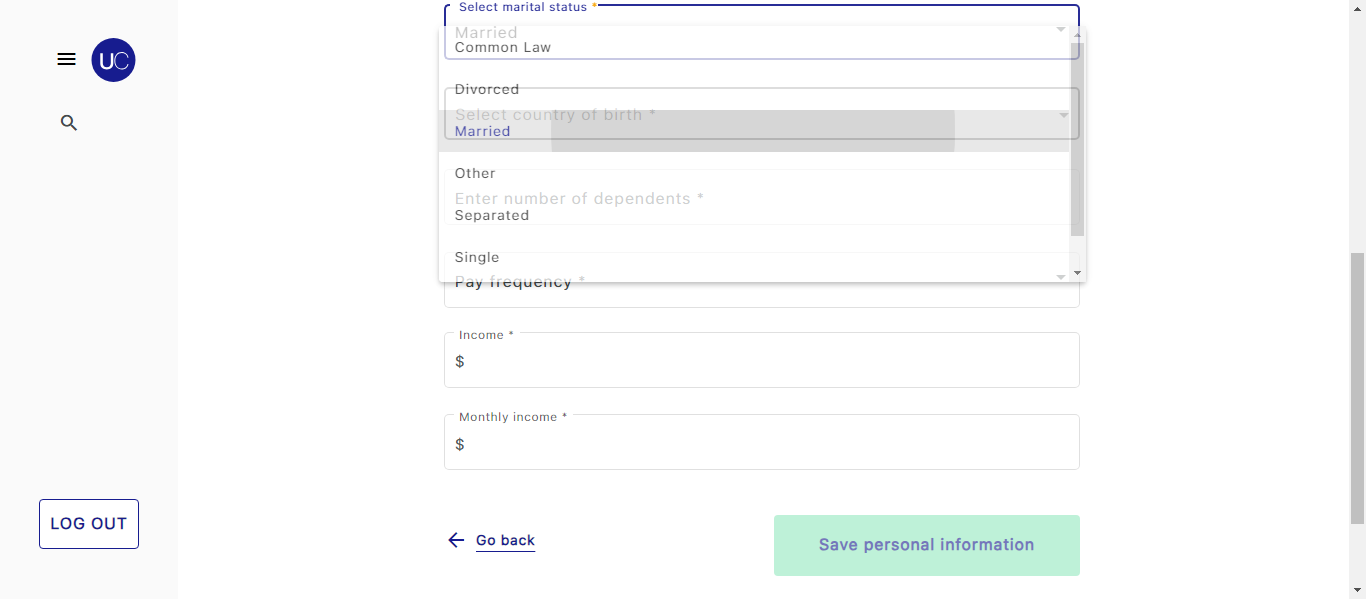 Select marital status *
Married
Common Law
UC
Divorced
Select country of birth *
Married
Other
Enter number of dependents *
Separated
Single
Pay frequency *
Income *
$
Monthly income *
$
LOG OUT
Go back
Save personal information